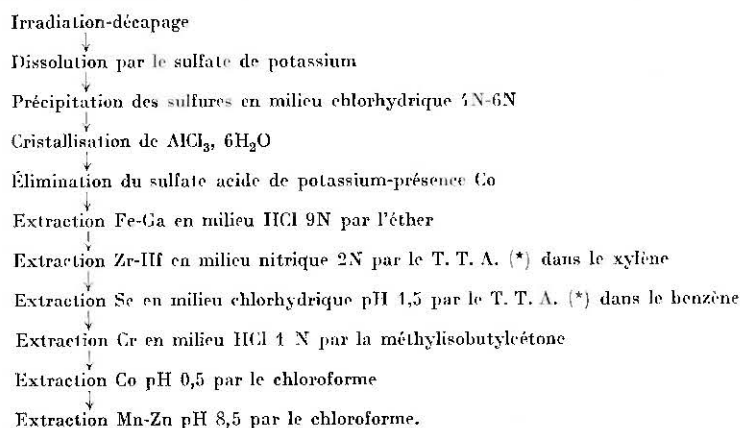 Irradiation-décapage
Dissolution par le sulfate de potassium
Précipitation des sulfures en milieu chlorhydrique 4N-6N
Cristallisation de AlCl₃, 6H₂O
Élimination du sulfate acide de potassium-présence Co
Extraction Fe-Ga en milieu HCl 9N par l'éther
Extraction Zr-Hf en milieu nitrique 2N par le T. T. A. (*) dans le xylène
Extraction Sc en milieu chlorhydrique pH 1,5 par le T. T. A. (*) dans le benzène
Extraction Cr en milieu HCl 1 N par la méthylisobutylcétone
Extraction Co pH 0,5 par le chloroforme
Extraction Mn-Zn pH 8,5 par le chloroforme.